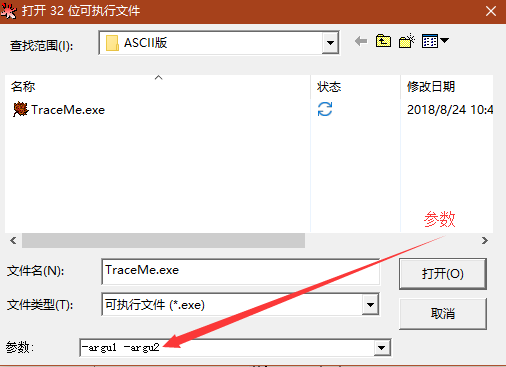 打开 32 位可执行文件
查找范围(I): ASCII版
名称 状态 修改日期
TraceMe.exe 2018/8/24 10:4
参数
文件名(N): TraceMe.exe 打开(O)
文件类型(T): 可执行文件 (*.exe) 取消
参数: -argu1 -argu2